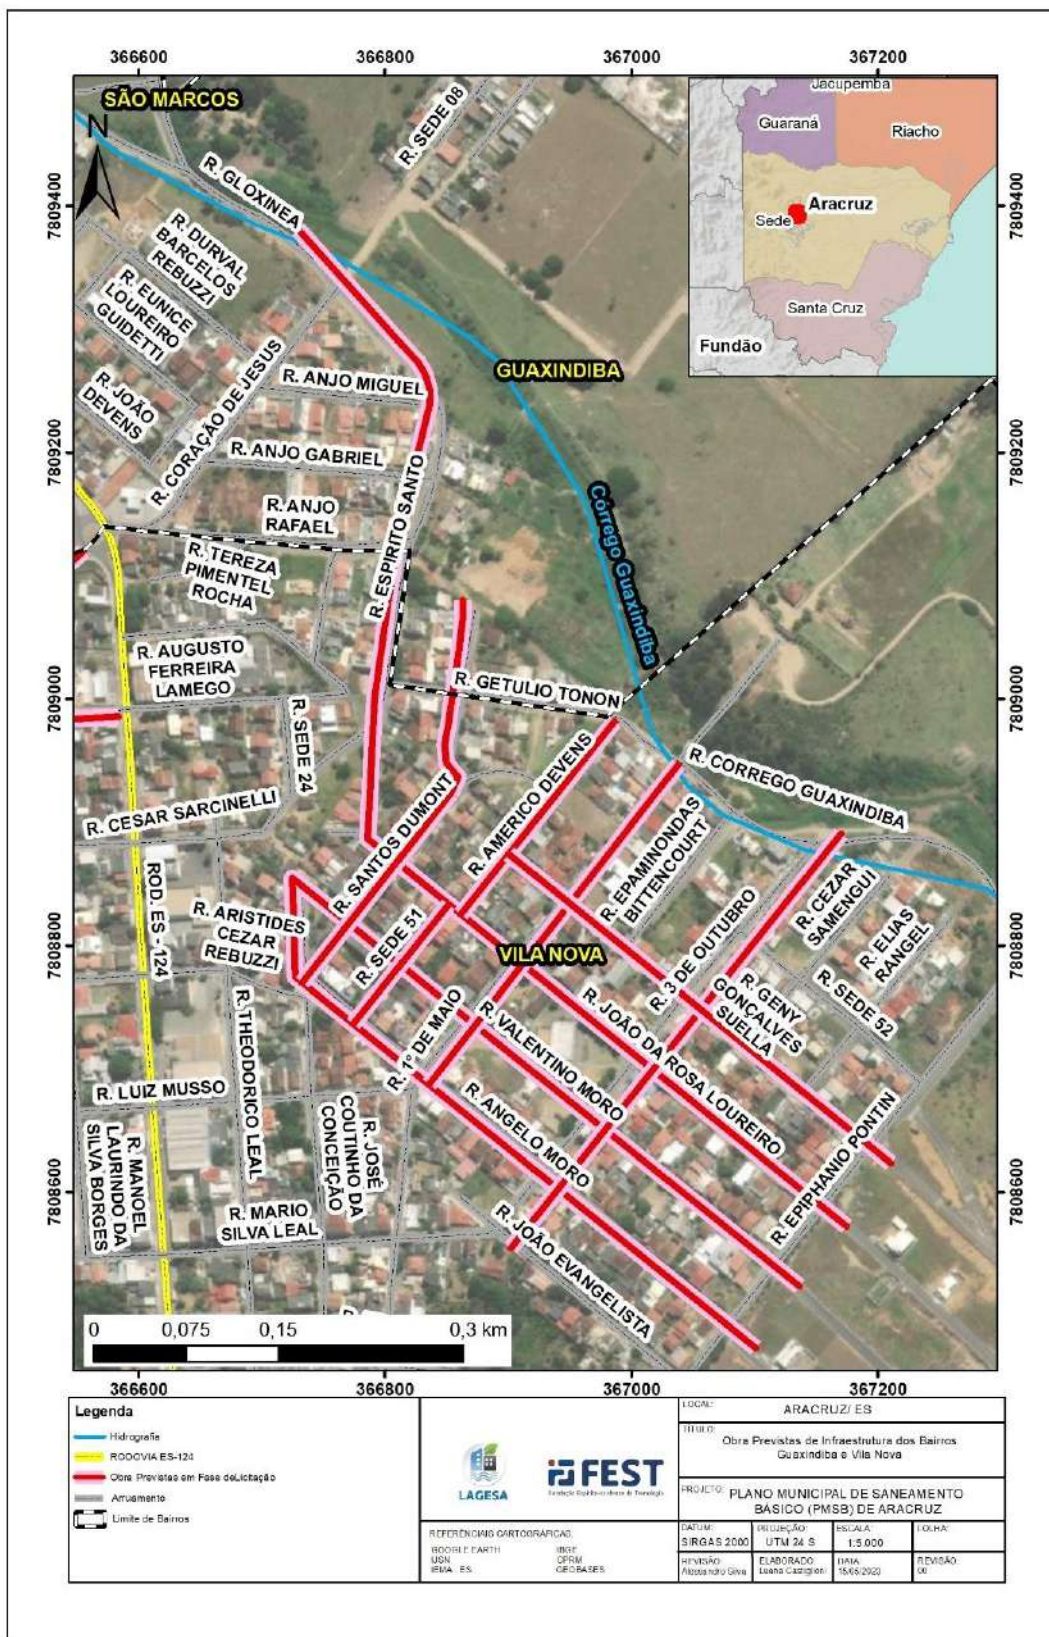 366600
366800
367000
367200
7809400
7809200
7809000
7808800
7808600
7809400
7809200
7809000
7808800
7808600
SÃO MARCOS
N
R. SEDE 08
R. GLOXINEA
Jacupemba
Guaraná
Riacho
Aracruz
Sede
Santa Cruz
Fundão
R. DURVAL
BARCELOS
REBUZZI
R. EUNICE
LOUREIRO
GUIDETTI
R. JOÃO
DEVENS
R. CORAÇÃO DE JESUS
R. ANJO MIGUEL
GUAXINDIBA
R. ANJO GABRIEL
R. ESPIRITO SANTO
Córrego Guaxindiba
R. ANJO
RAFAEL
R. TEREZA
PIMENTEL
ROCHA
R. AUGUSTO
FERREIRA
LAMEGO
R. GETULIO TONON
R. SEDE 24
R. CORREGO GUAXINDIBA
R. CESAR SARCINELLI
R. SANTOS DUMONT
R. AMERICO DEVENS
R. EPAMINONDAS
BITTENCOURT
ROD. ES - 124
R. ARISTIDES
CEZAR
REBUZZI
R. SEDE 51
VILA NOVA
R. 3 DE OUTUBRO
R. CEZAR
SAMENGUI
R. ELIAS
RANGEL
R. SEDE 52
R. GENY
GONÇALVES
SUELLA
R. THEODORICO LEAL
R. 1º DE MAIO
R. VALENTINO MORO
R. JOÃO DA ROSA LOUREIRO
R. LUIZ MUSSO
R. ANGELO MORO
R. EPIPHANIO PONTIN
R. MANOEL
LAURINDO DA
SILVA BORGES
R. JOSÉ
COUTINHO DA
CONCEIÇÃO
R. MARIO
SILVA LEAL
R. JOÃO EVANGELISTA
0 0,075 0,15 0,3 km
366600
366800
367000
367200
Legenda
Hidrografia
RODOVIA ES-124
Obra Previstas em Fase deLicitação
Arruamento
Limite de Bairros
LAGESA
FEST
REFERÊNCIAS CARTOGRÁFICAS:
GOOGLE EARTH
IBGE
CPRM
IEMA - ES
GEOBASES
LOCAL:
ARACRUZ/ ES
TÍTULO:
Obra Previstas de Infraestrutura dos Bairros
Guaxindiba e Vila Nova
PROJETO:
PLANO MUNICIPAL DE SANEAMENTO
BÁSICO (PMSB) DE ARACRUZ
DATUM:
SIRGAS 2000
PROJEÇÃO:
UTM 24 S
ESCALA:
1:5.000
FOLHA:
REVISÃO:
Alessandro Silva
ELABORADO:
Luana Castiglioni
DATA:
15/05/2023
REVISÃO:
00